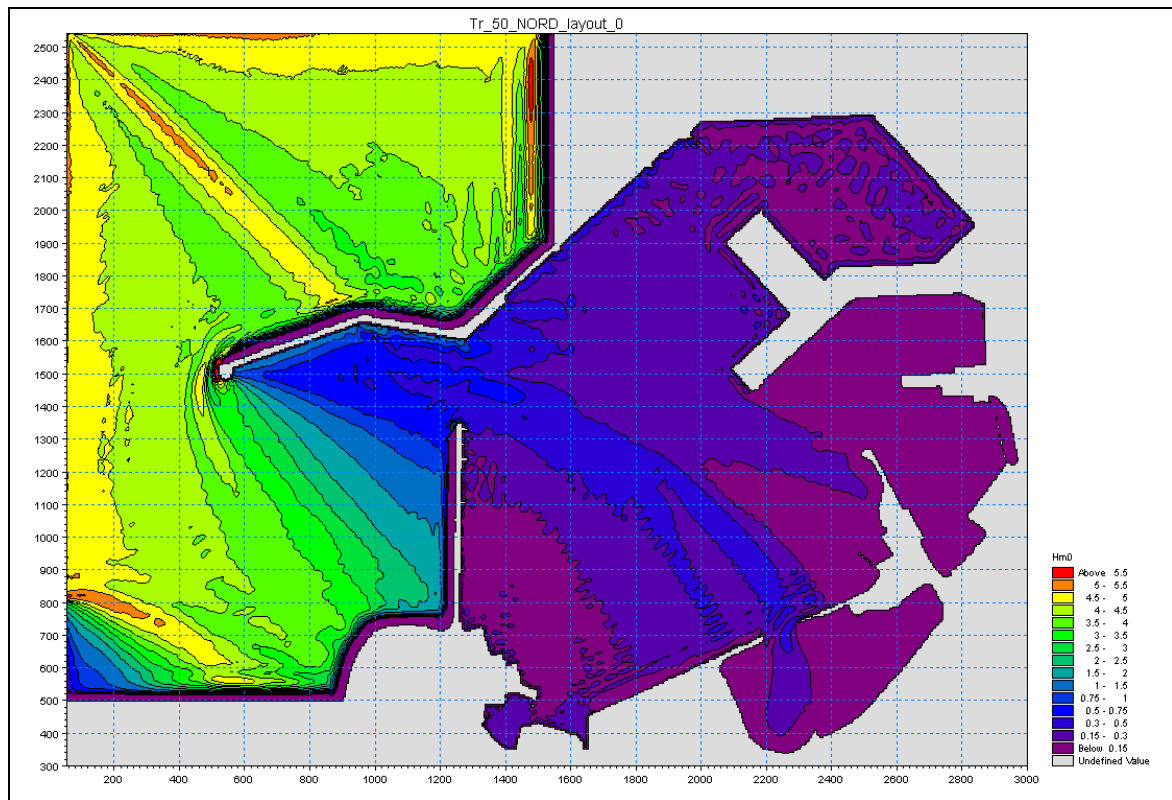 Tr_50_NORD_layout_0
2500
2400
2300
2200
2100
2000
1900
1800
1700
1600
1500
1400
1300
1200
1100
1000
900
800
700
600
500
400
300
200 400 600 800 1000 1200 1400 1600 1800 2000 2200 2400 2600 2800 3000
Hm0
Above 5.5
5 - 5.5
4.5 - 5
4 - 4.5
3.5 - 4
3 - 3.5
2.5 - 3
2 - 2.5
1.5 - 2
1 - 1.5
0.75 - 1
0.5 - 0.75
0.3 - 0.5
0.15 - 0.3
Below 0.15
Undefined Value